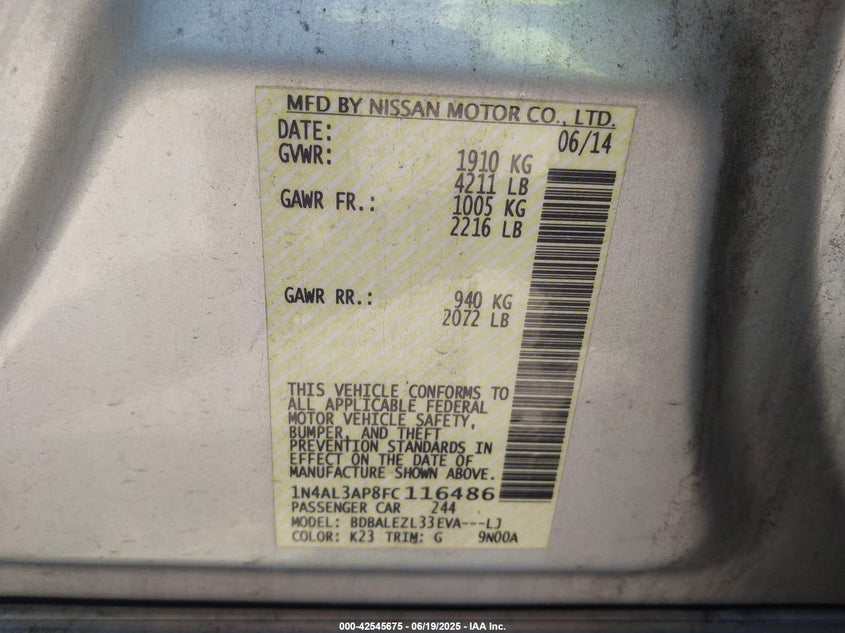 MFD BY NISSAN MOTOR CO., LTD.
DATE: 06/14
GVWR: 1910 KG
4211 LB
GAWR FR.: 1005 KG
2216 LB
GAWR RR.: 940 KG
2072 LB
THIS VEHICLE CONFORMS TO
ALL APPLICABLE FEDERAL
MOTOR VEHICLE SAFETY,
BUMPER, AND THEFT
PREVENTION STANDARDS IN
EFFECT ON THE DATE OF
MANUFACTURE SHOWN ABOVE.
1N4AL3AP8FC116486
PASSENGER CAR 244
MODEL: BDBALEZL33EVA---LJ
COLOR: K23 TRIM: G 9N00A
000-42545675 - 06/19/2025 - IAA Inc.